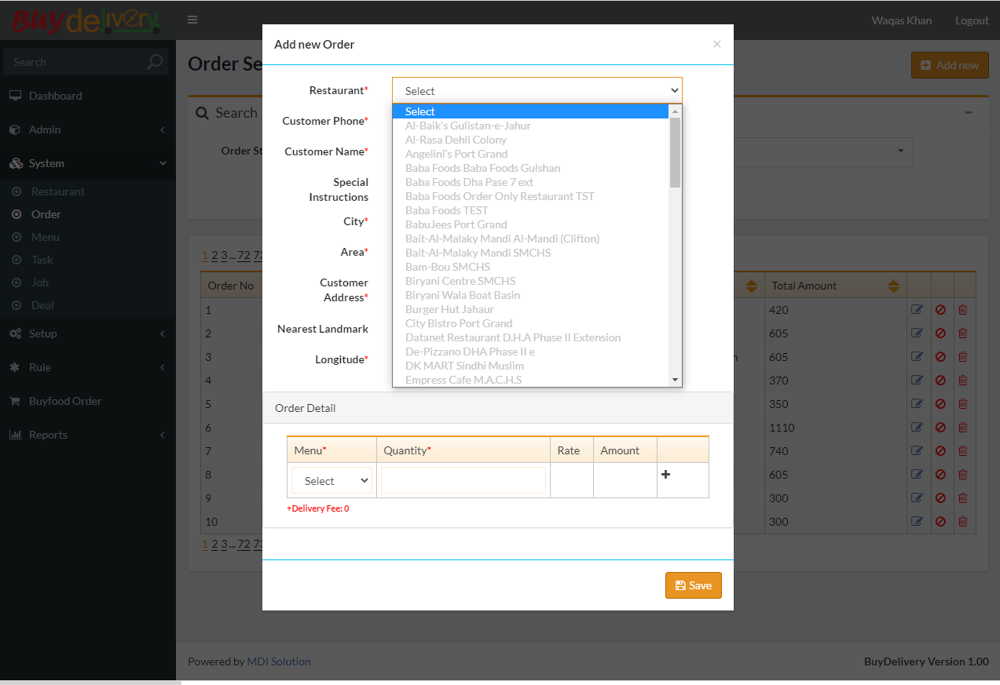 BUYdelivery
Waqas Khan
Logout
Search
Dashboard
Admin
System
Restaurant
Order
Menu
Task
Job
Deal
Setup
Rule
Buyfood Order
Reports
Order Se
Add new
Search
Order St
1 2 3 ... 72 73
Order No
Total Amount
1 420
2 605
3 605
4 370
5 350
6 1110
7 740
8 605
9 300
10 300
1 2 3 ... 72 73
Add new Order ×
Restaurant* Select
Customer Phone*
Customer Name*
Special
Instructions
City*
Area*
Customer
Address*
Nearest Landmark
Longitude*
Select
Al-Baik's Gulistan-e-Jahur
Al-Rasa Dehli Colony
Angelini's Port Grand
Baba Foods Baba Foods Gulshan
Baba Foods Dha Pase 7 ext
Baba Foods Order Only Restaurant TST
Baba Foods TEST
BabuJees Port Grand
Bait-Al-Malaky Mandi Al-Mandi (Clifton)
Bait-Al-Malaky Mandi SMCHS
Bam-Bou SMCHS
Biryani Centre SMCHS
Biryani Wala Boat Basin
Burger Hut Jahaur
City Bistro Port Grand
Datanet Restaurant D.H.A Phase II Extension
De-Pizzano DHA Phase II e
DK MART Sindhi Muslim
Empress Cafe M.A.C.H.S
Order Detail
Menu* Quantity* Rate Amount
Select
+Delivery Fee: 0
Save
Powered by MDI Solution
BuyDelivery Version 1.00